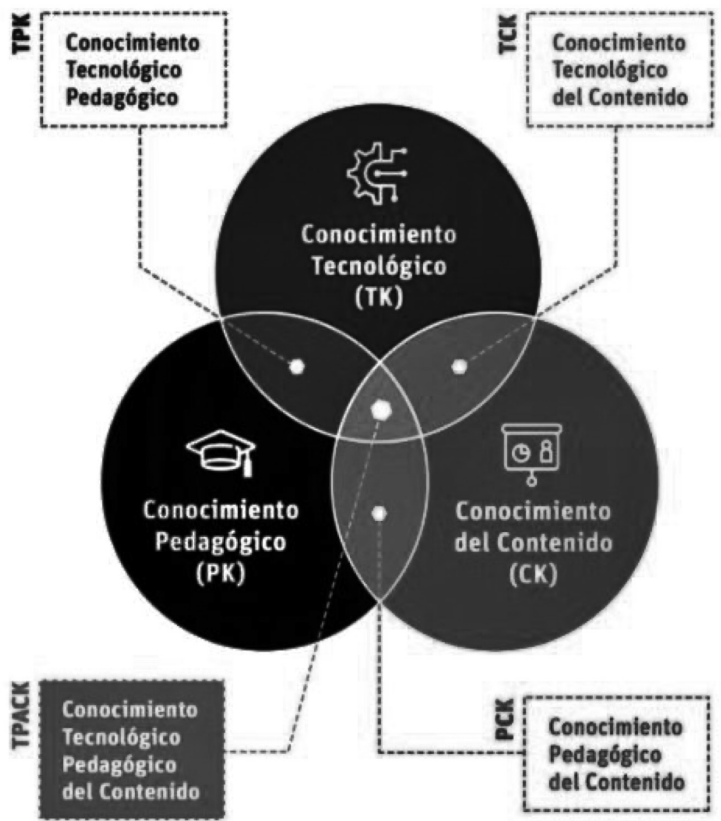 TPK
Conocimiento
Tecnológico
Pedagógico
TCK
Conocimiento
Tecnológico
del Contenido
Conocimiento
Tecnológico
(TK)
Conocimiento
Pedagógico
(PK)
Conocimiento
del Contenido
(CK)
TPACK
Conocimiento
Tecnológico
Pedagógico
del Contenido
PCK
Conocimiento
Pedagógico
del Contenido